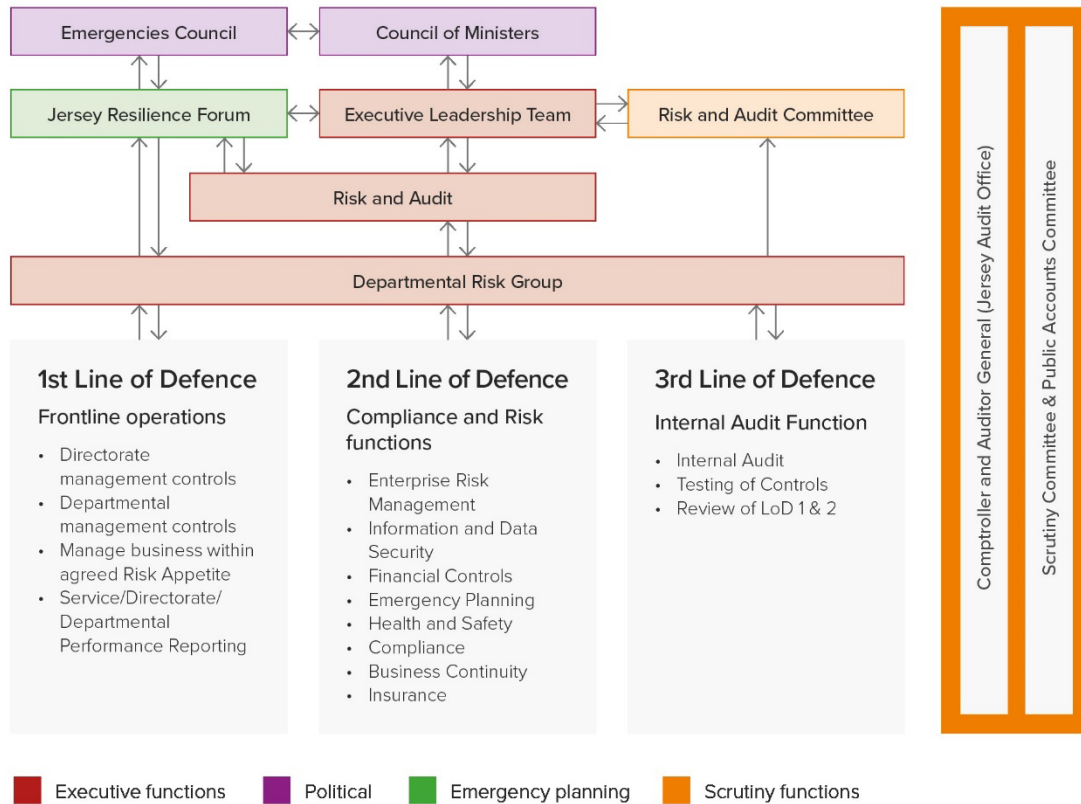 Emergencies Council
Council of Ministers
Jersey Resilience Forum
Executive Leadership Team
Risk and Audit Committee
Risk and Audit
Departmental Risk Group
1st Line of Defence
Frontline operations
• Directorate
management controls
• Departmental
management controls
• Manage business within
agreed Risk Appetite
• Service/Directorate/
Departmental
Performance Reporting
2nd Line of Defence
Compliance and Risk
functions
• Enterprise Risk
Management
• Information and Data
Security
• Financial Controls
• Emergency Planning
• Health and Safety
• Compliance
• Business Continuity
• Insurance
3rd Line of Defence
Internal Audit Function
• Internal Audit
• Testing of Controls
• Review of LoD 1 & 2
Comptroller and Auditor General (Jersey Audit Office)
Scrutiny Committee & Public Accounts Committee
Executive functions
Political
Emergency planning
Scrutiny functions